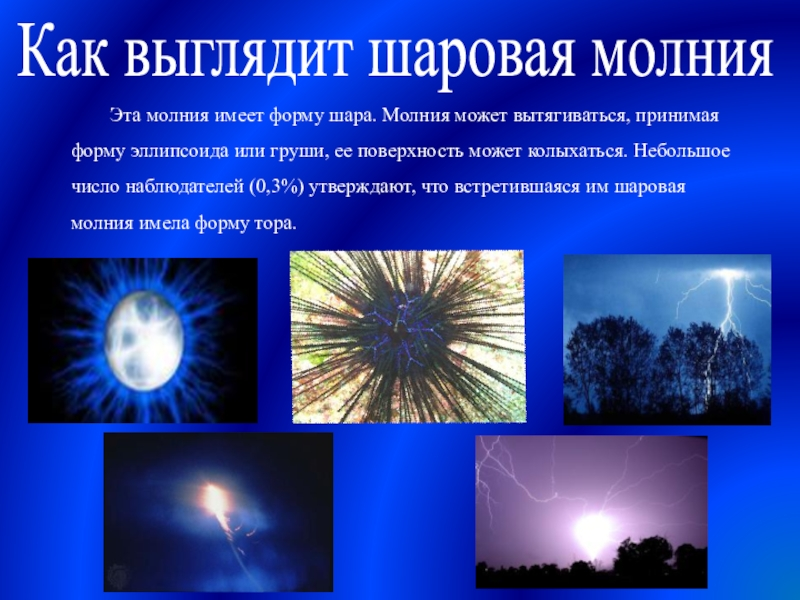 Как выглядит шаровая молния
Эта молния имеет форму шара. Молния может вытягиваться, принимая
форму эллипсоида или груши, ее поверхность может колыхаться. Небольшое
число наблюдателей (0,3%) утверждают, что встретившаяся им шаровая
молния имела форму тора.